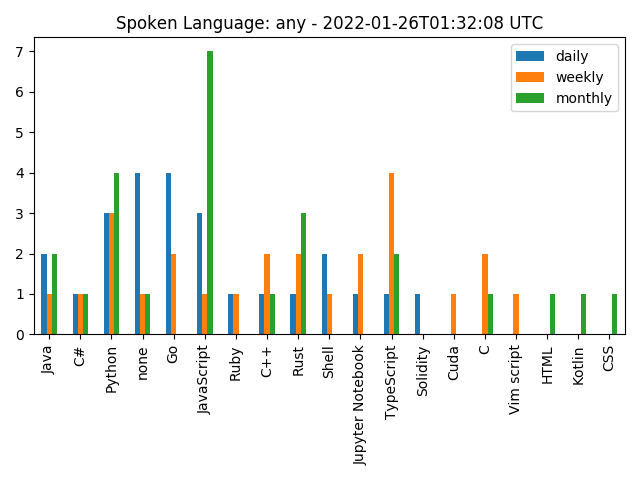 Spoken Language: any - 2022-01-26T01:32:08 UTC
daily
weekly
monthly
7
6
5
4
3
2
1
0
Java
C#
Python
none
Go
JavaScript
Ruby
C++
Rust
Shell
Jupyter Notebook
TypeScript
Solidity
Cuda
C
Vim script
HTML
Kotlin
CSS